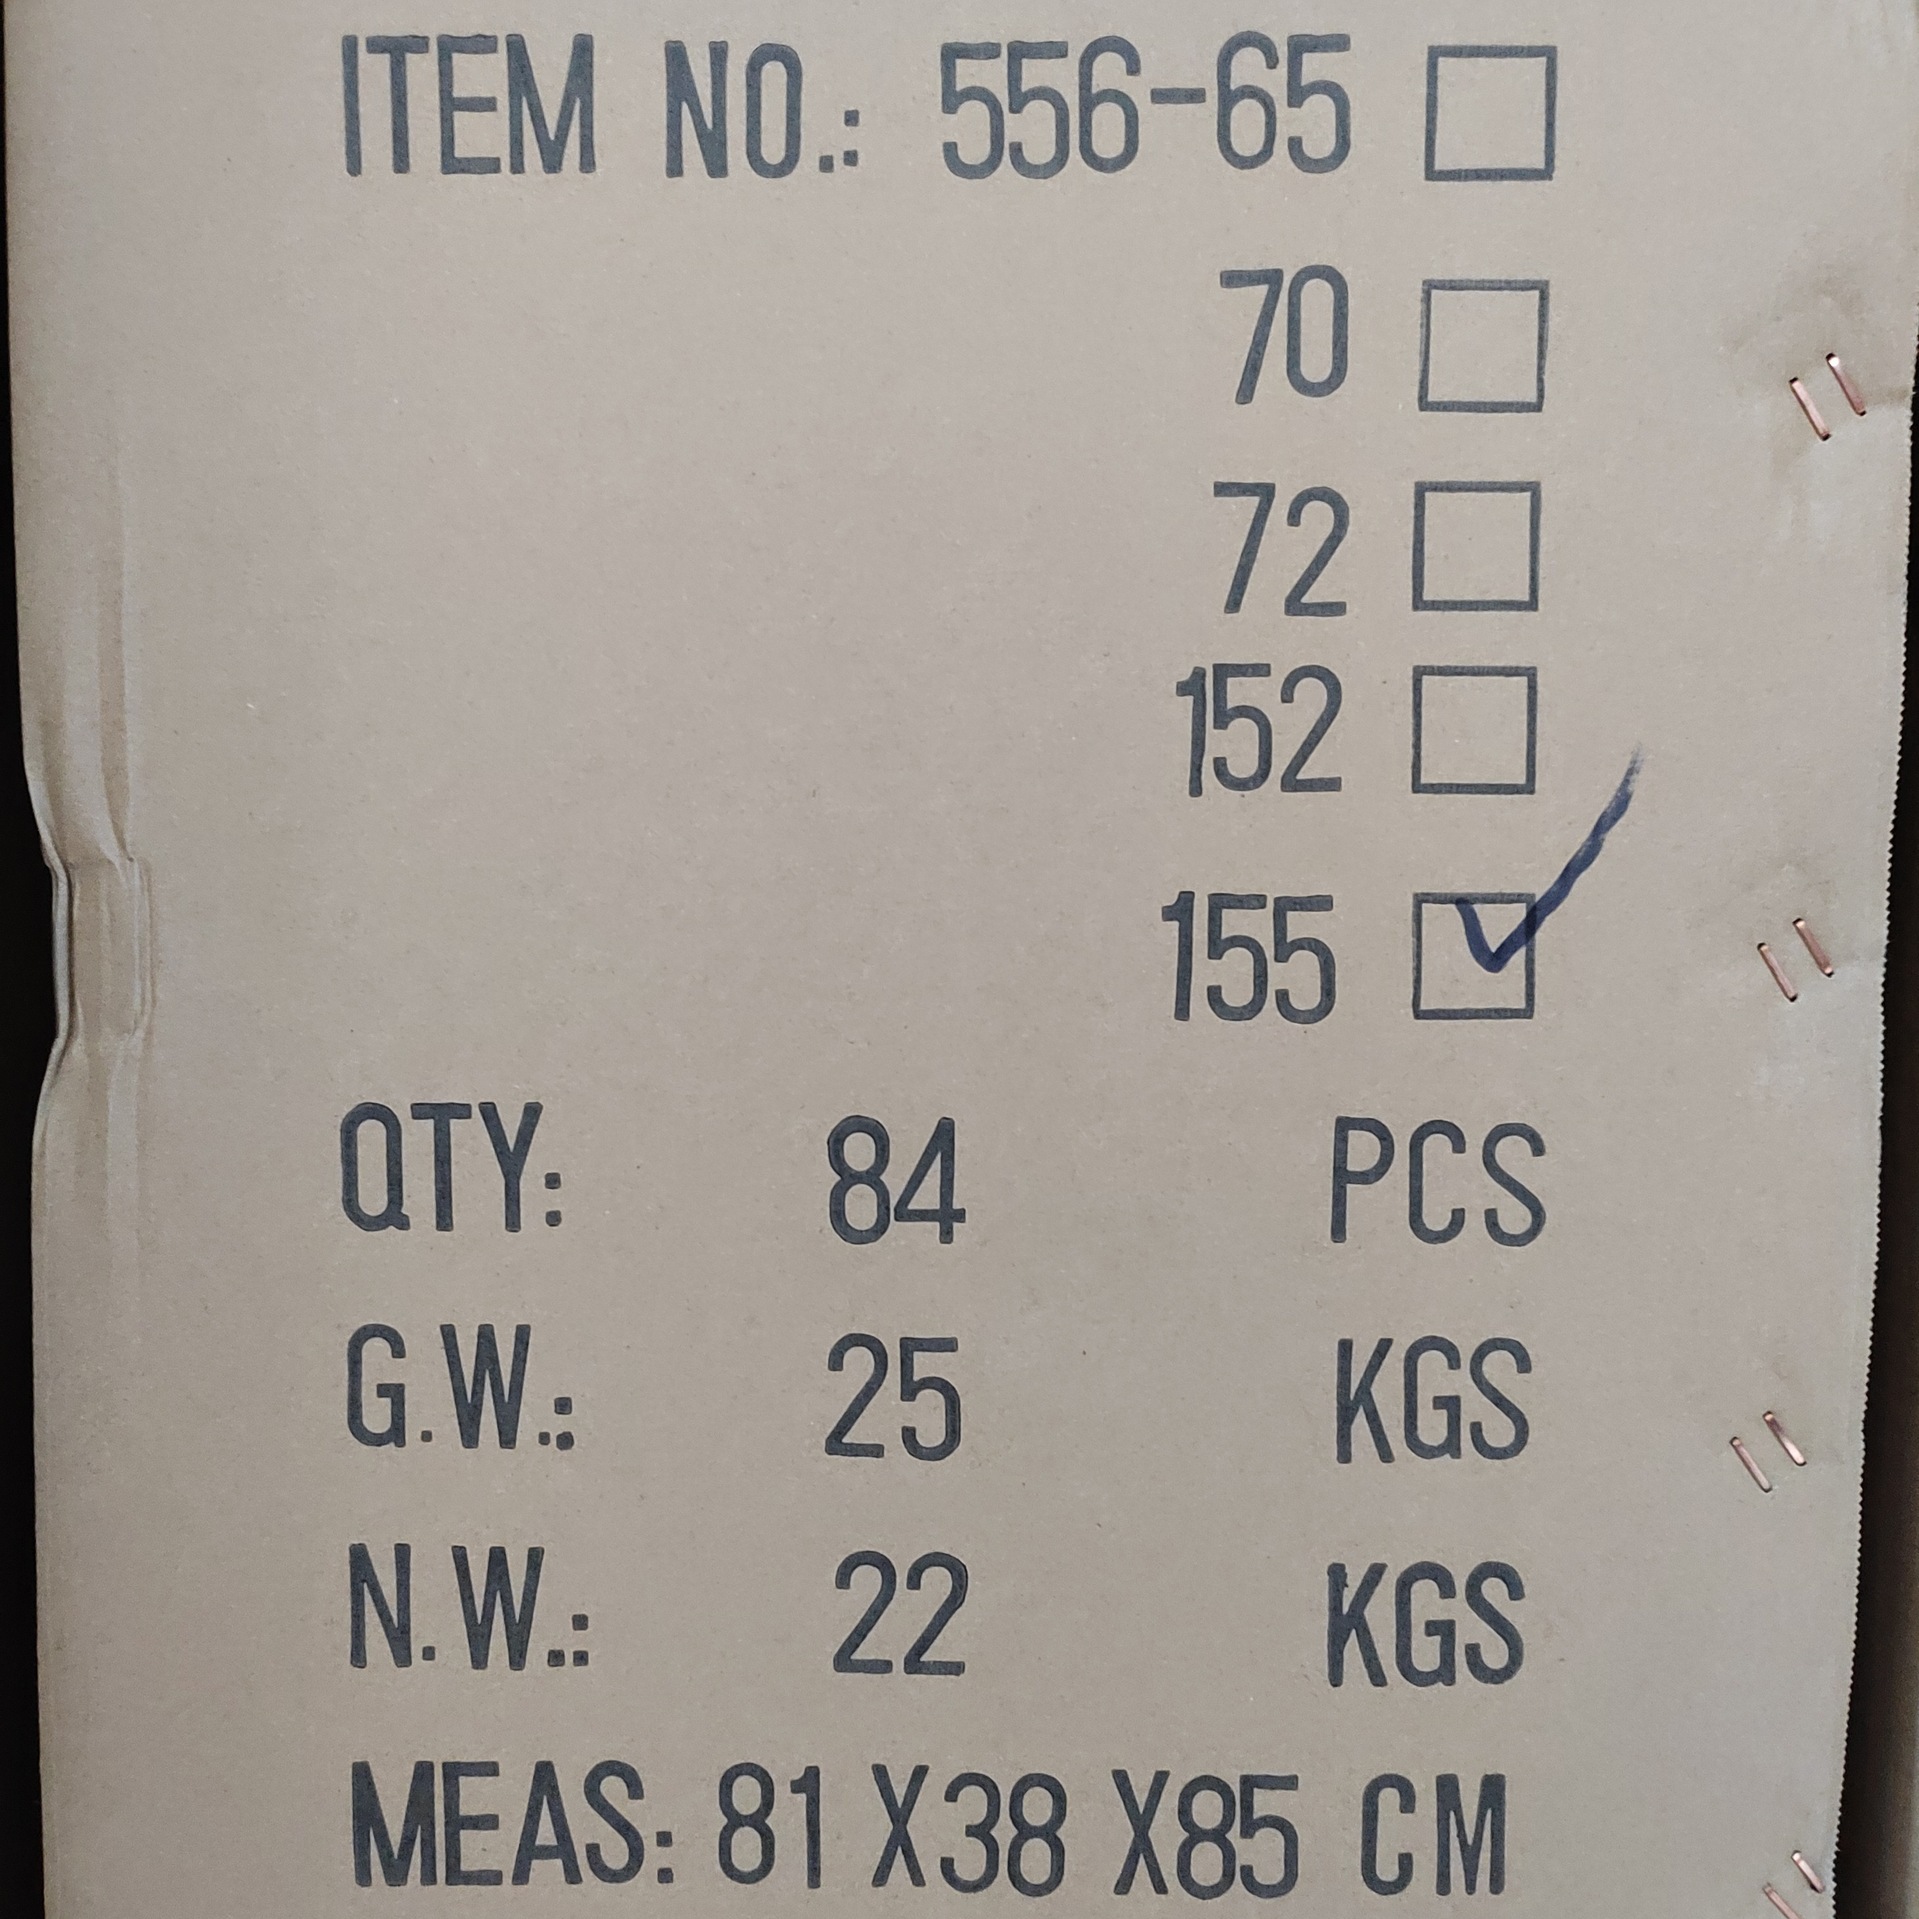 ITEM NO.: 556-65
70
72
152
155
QTY: 84 PCS
G.W.: 25 KGS
N.W.: 22 KGS
MEAS: 81 X38 X85 CM